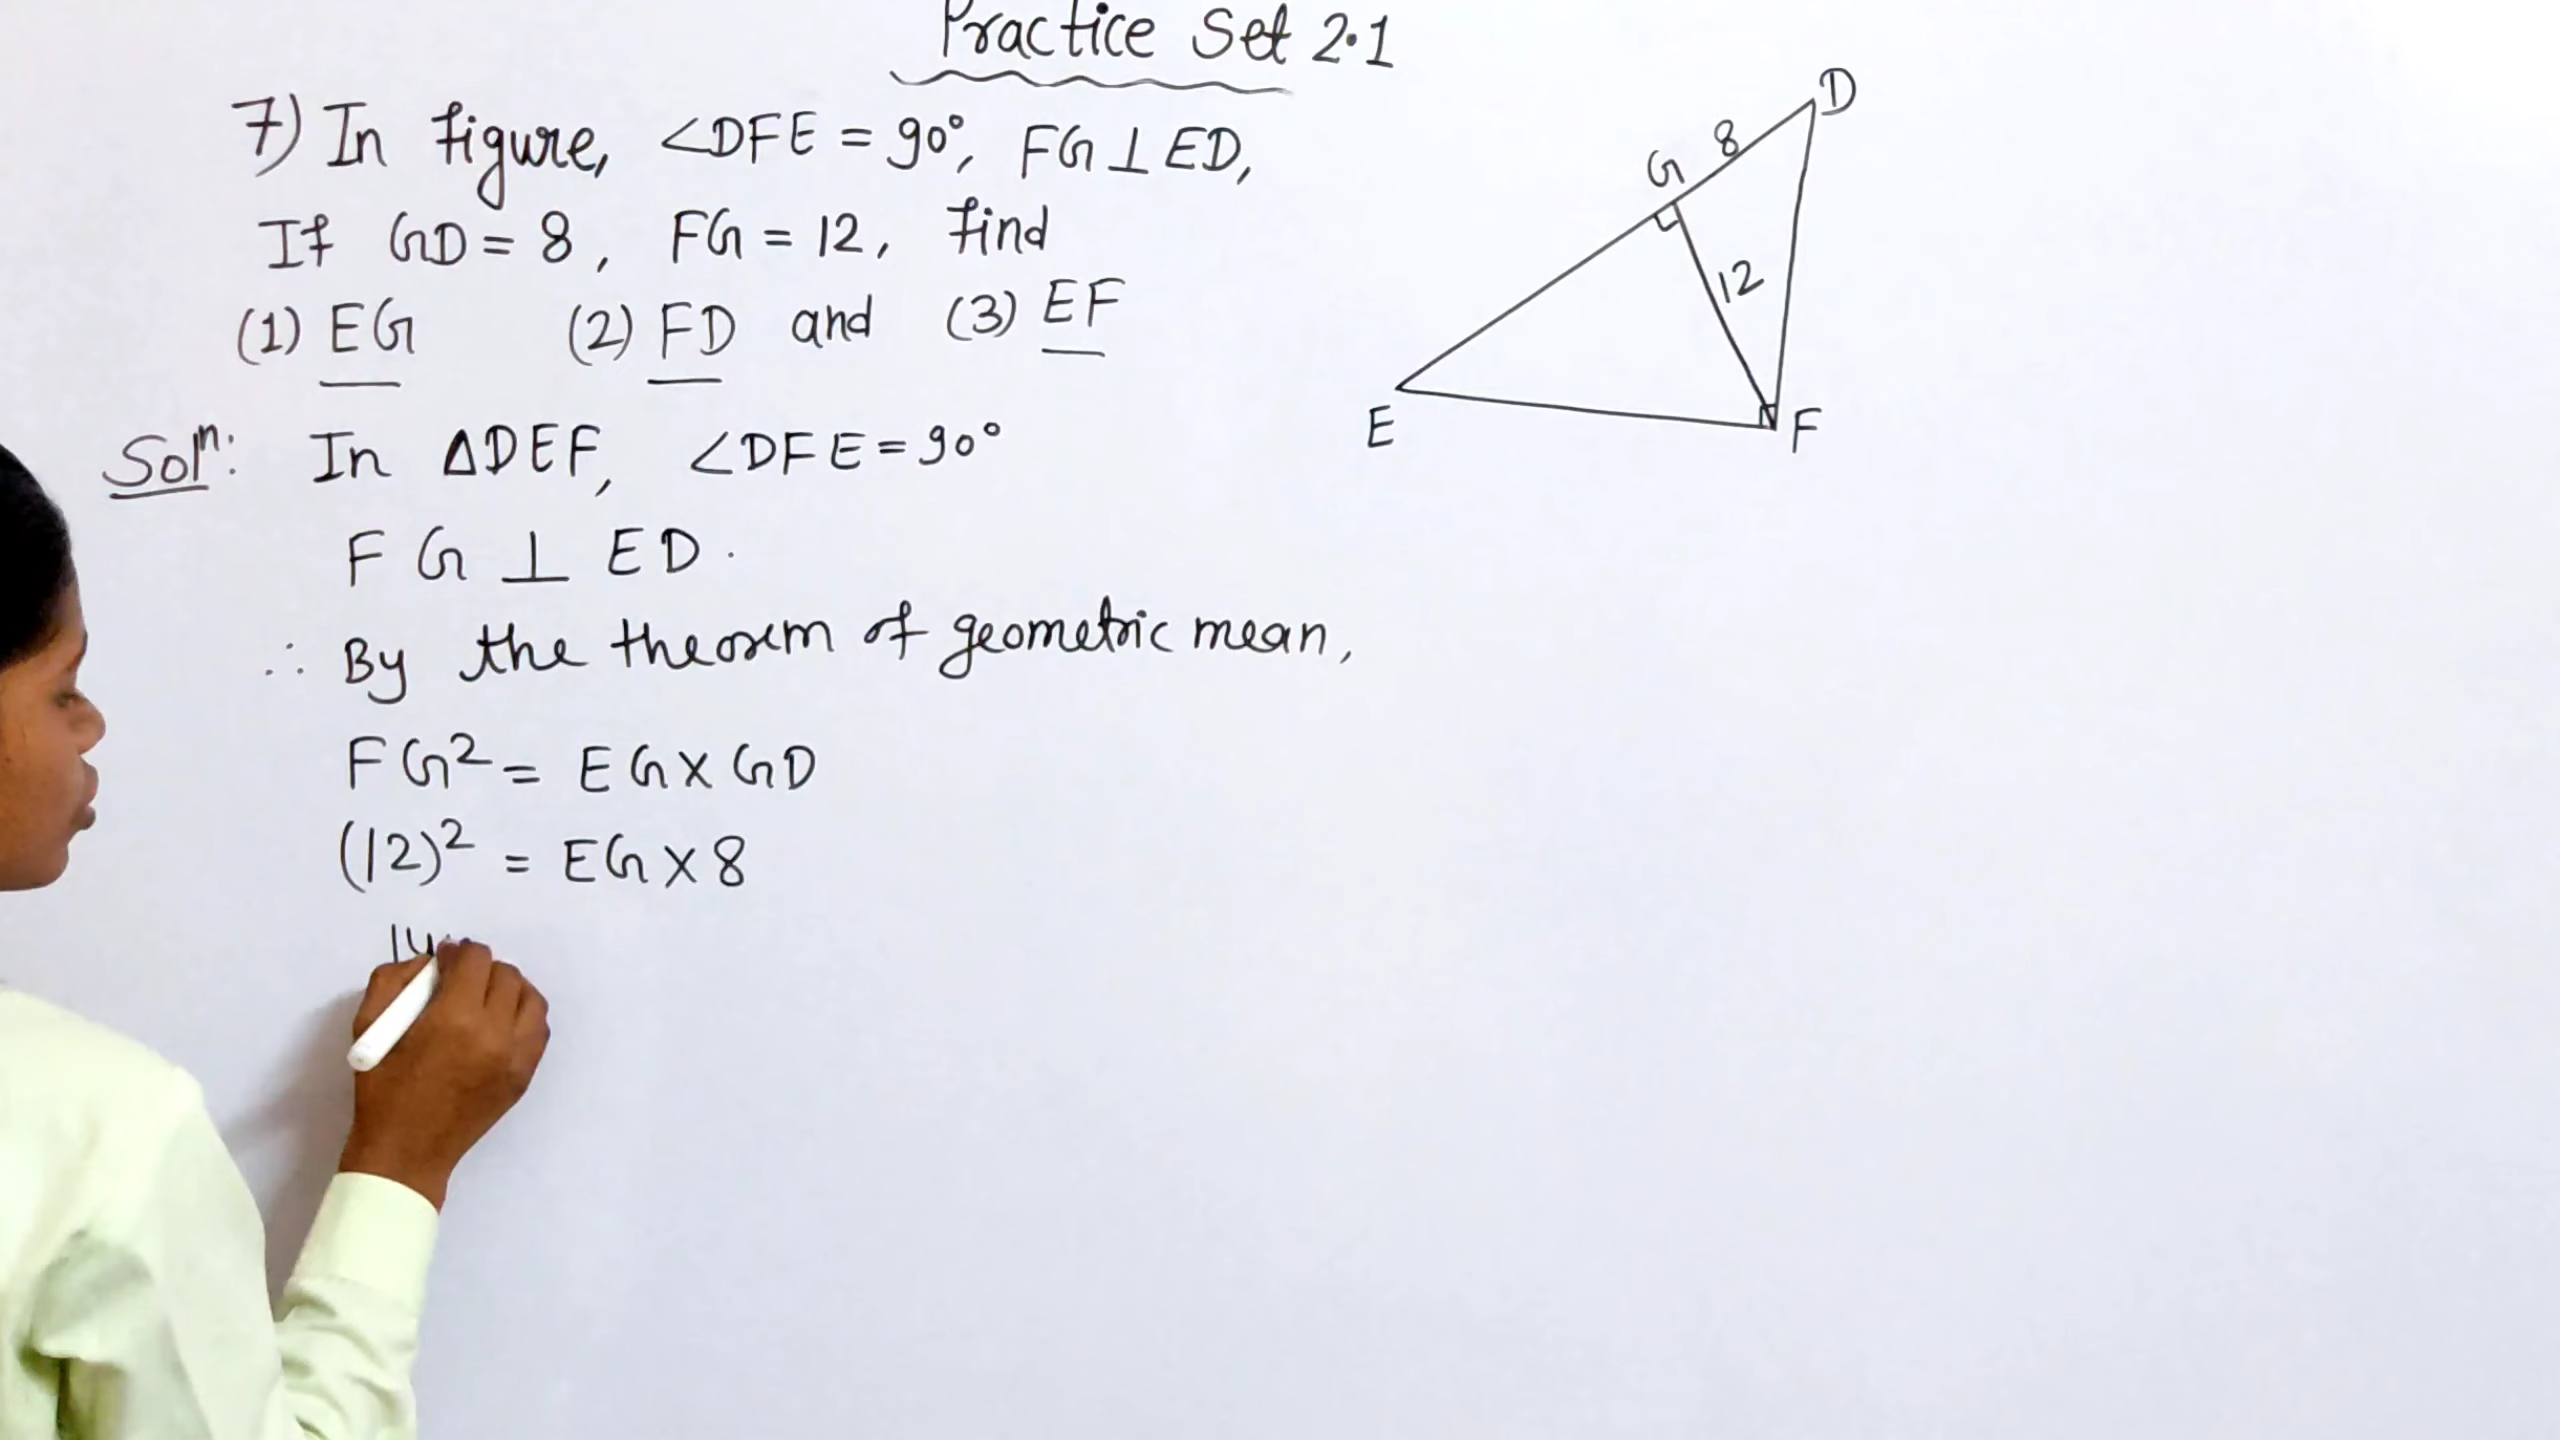 Practice Set 2.1
7) In figure, ∠DFE = 90°, FG ⊥ ED,
If GD = 8, FG = 12, find
(1) EG (2) FD and (3) EF
Solⁿ: In ΔDEF, ∠DFE = 90°
FG ⊥ ED.
∴ By the theorem of geometric mean,
FG² = EG × GD
(12)² = EG × 8
14
D
8
G
12
E
F